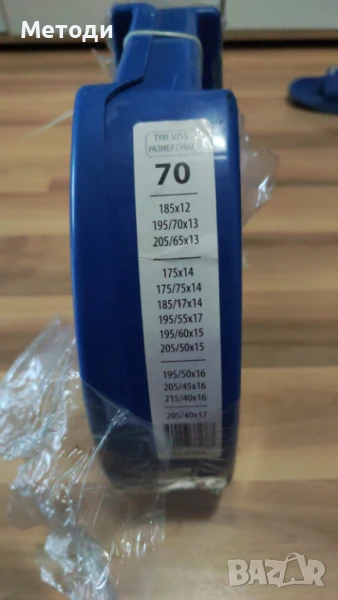 Методи
TYRE SIZES
РАЗМЕР ГУМИ
70
185x12
195/70x13
205/65x13
175x14
175/75x14
185/17x14
195/55x17
195/60x15
205/50x15
195/50x16
205/45x16
215/40x16
205/40x17
BAZAR